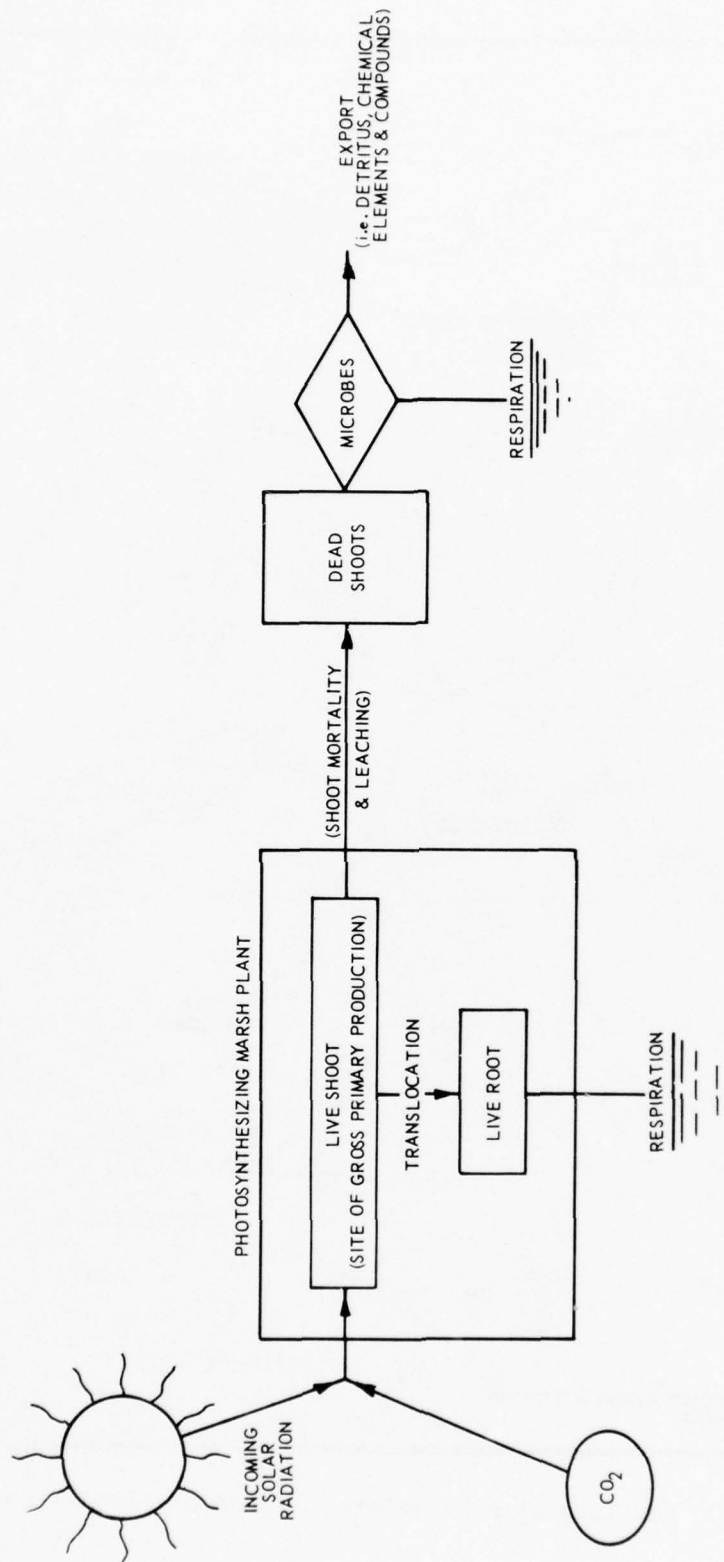 INCOMING
SOLAR
RADIATION
CO2
PHOTOSYNTHESIZING MARSH PLANT
LIVE SHOOT
(SITE OF GROSS PRIMARY PRODUCTION)
TRANSLOCATION
LIVE ROOT
RESPIRATION
(SHOOT MORTALITY
& LEACHING)
DEAD
SHOOTS
MICROBES
RESPIRATION
EXPORT
(i.e. DETRITUS, CHEMICAL
ELEMENTS & COMPOUNDS)